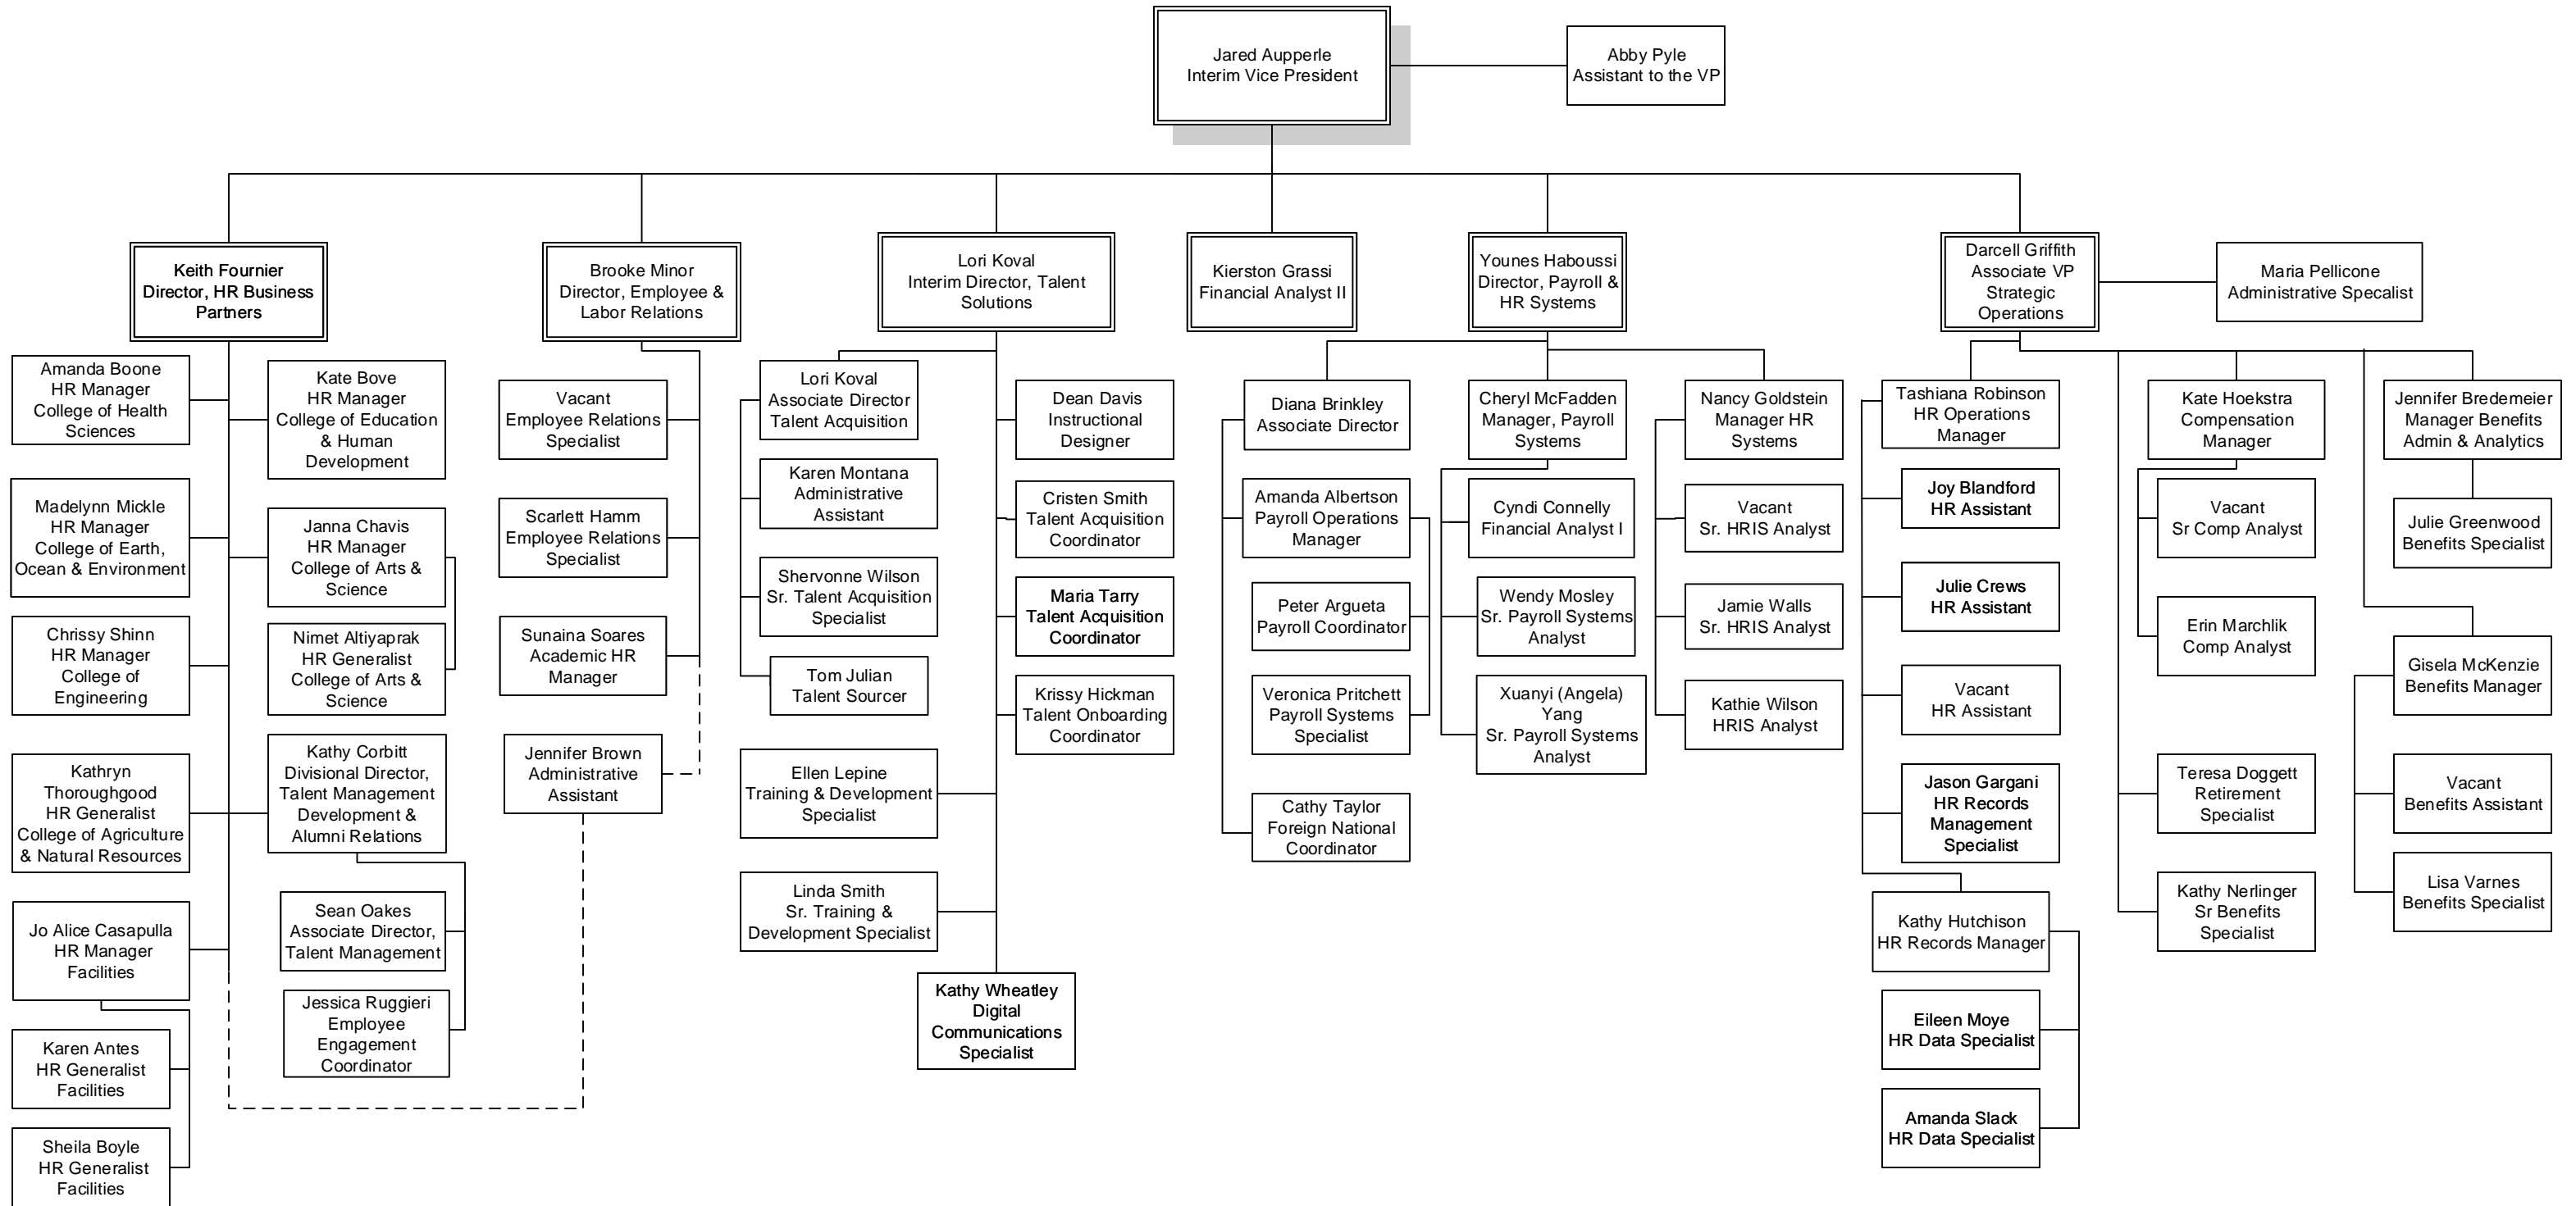 Jared Aupperle
Interim Vice President
Abby Pyle
Assistant to the VP
Keith Fournier
Director, HR Business
Partners
Brooke Minor
Director, Employee &
Labor Relations
Lori Koval
Interim Director, Talent
Solutions
Kierston Grassi
Financial Analyst II
Younes Haboussi
Director, Payroll &
HR Systems
Darcell Griffith
Associate VP
Strategic
Operations
Maria Pellicone
Administrative Specalist
Amanda Boone
HR Manager
College of Health
Sciences
Kate Bove
HR Manager
College of Education
& Human
Development
Madelynn Mickle
HR Manager
College of Earth,
Ocean & Environment
Janna Chavis
HR Manager
College of Arts &
Science
Chrissy Shinn
HR Manager
College of
Engineering
Nimet Altiyaprak
HR Generalist
College of Arts &
Science
Kathryn
Thoroughgood
HR Generalist
College of Agriculture
& Natural Resources
Kathy Corbitt
Divisional Director,
Talent Management
Development &
Alumni Relations
Jo Alice Casapulla
HR Manager
Facilities
Sean Oakes
Associate Director,
Talent Management
Jessica Ruggieri
Employee
Engagement
Coordinator
Karen Antes
HR Generalist
Facilities
Sheila Boyle
HR Generalist
Facilities
Vacant
Employee Relations
Specialist
Scarlett Hamm
Employee Relations
Specialist
Sunaina Soares
Academic HR
Manager
Jennifer Brown
Administrative
Assistant
Lori Koval
Associate Director
Talent Acquisition
Karen Montana
Administrative
Assistant
Shervonne Wilson
Sr. Talent Acquisition
Specialist
Tom Julian
Talent Sourcer
Ellen Lepine
Training & Development
Specialist
Linda Smith
Sr. Training &
Development Specialist
Dean Davis
Instructional
Designer
Cristen Smith
Talent Acquisition
Coordinator
Maria Tarry
Talent Acquisition
Coordinator
Krissy Hickman
Talent Onboarding
Coordinator
Kathy Wheatley
Digital
Communications
Specialist
Diana Brinkley
Associate Director
Amanda Albertson
Payroll Operations
Manager
Peter Argueta
Payroll Coordinator
Veronica Pritchett
Payroll Systems
Specialist
Cathy Taylor
Foreign National
Coordinator
Cheryl McFadden
Manager, Payroll
Systems
Cyndi Connelly
Financial Analyst I
Wendy Mosley
Sr. Payroll Systems
Analyst
Xuanyi (Angela)
Yang
Sr. Payroll Systems
Analyst
Nancy Goldstein
Manager HR
Systems
Vacant
Sr. HRIS Analyst
Jamie Walls
Sr. HRIS Analyst
Kathie Wilson
HRIS Analyst
Tashiana Robinson
HR Operations
Manager
Joy Blandford
HR Assistant
Julie Crews
HR Assistant
Vacant
HR Assistant
Jason Gargani
HR Records
Management
Specialist
Kathy Hutchison
HR Records Manager
Eileen Moye
HR Data Specialist
Amanda Slack
HR Data Specialist
Kate Hoekstra
Compensation
Manager
Vacant
Sr Comp Analyst
Erin Marchlik
Comp Analyst
Teresa Doggett
Retirement
Specialist
Kathy Nerlinger
Sr Benefits
Specialist
Jennifer Bredemeier
Manager Benefits
Admin & Analytics
Julie Greenwood
Benefits Specialist
Gisela McKenzie
Benefits Manager
Vacant
Benefits Assistant
Lisa Varnes
Benefits Specialist